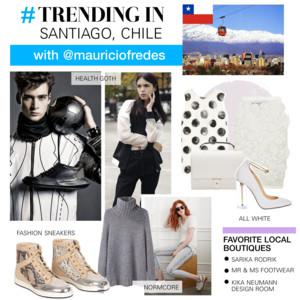 # TRENDING IN
SANTIAGO, CHILE
with @mauriciofredes
HEALTH GOTH
ALL WHITE
FASHION SNEAKERS
NORMCORE
FAVORITE LOCAL
BOUTIQUES
SARIKA RODRIK
MR & MS FOOTWEAR
KIKA NEUMANN
DESIGN ROOM